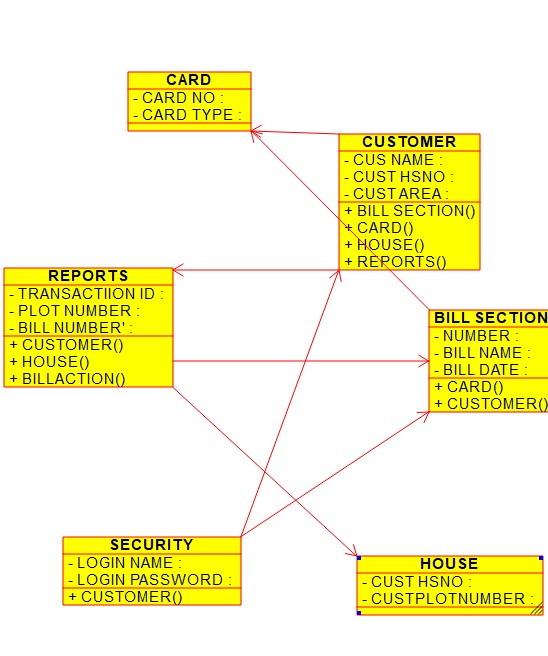 CARD
- CARD NO :
- CARD TYPE :
CUSTOMER
- CUS NAME :
- CUST HSNO :
- CUST AREA :
+ BILL SECTION()
+ CARD()
+ HOUSE()
+ REPORTS()
REPORTS
- TRANSACTIION ID :
- PLOT NUMBER :
- BILL NUMBER' :
+ CUSTOMER()
+ HOUSE()
+ BILLACTION()
BILL SECTION
- NUMBER :
- BILL NAME :
- BILL DATE :
+ CARD()
+ CUSTOMER()
SECURITY
- LOGIN NAME :
- LOGIN PASSWORD :
+ CUSTOMER()
HOUSE
- CUST HSNO :
- CUSTPLOTNUMBER :